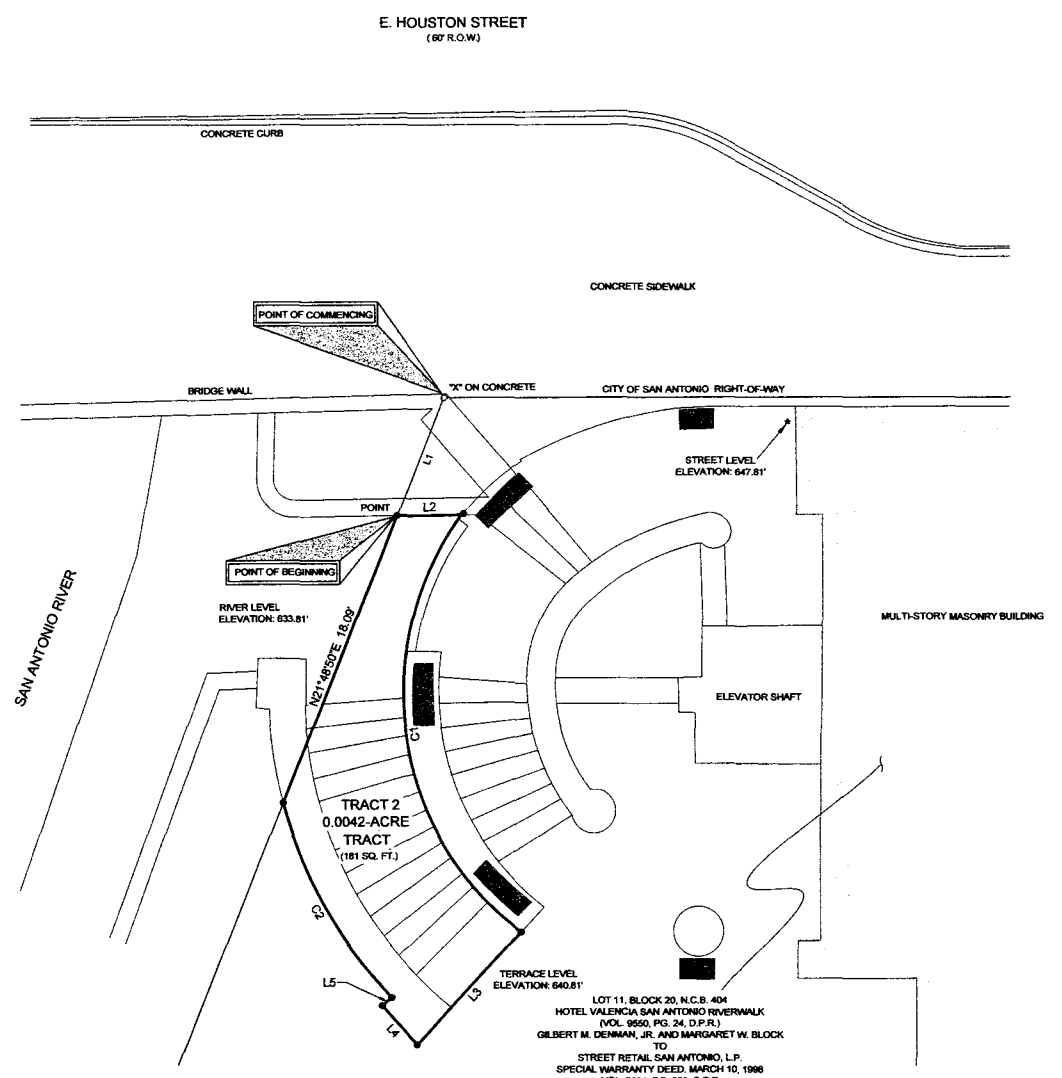 E. HOUSTON STREET
(60' R.O.W.)
CONCRETE CURB
CONCRETE SIDEWALK
POINT OF COMMENCING
BRIDGE WALL
"X" ON CONCRETE
CITY OF SAN ANTONIO RIGHT-OF-WAY
STREET LEVEL
ELEVATION: 647.81'
L1
POINT
L2
POINT OF BEGINNING
RIVER LEVEL
ELEVATION: 633.81'
SAN ANTONIO RIVER
N21°48'50"E 18.09'
MULTI-STORY MASONRY BUILDING
ELEVATOR SHAFT
C1
TRACT 2
0.0042-ACRE
TRACT
(181 SQ. FT.)
C2
L5
L4
L3
TERRACE LEVEL
ELEVATION: 640.81'
LOT 11, BLOCK 20, N.C.B. 404
HOTEL VALENCIA SAN ANTONIO RIVERWALK
(VOL. 9550, PG. 24, D.P.R.)
GILBERT M. DENMAN, JR. AND MARGARET W. BLOCK
TO
STREET RETAIL SAN ANTONIO, L.P.
SPECIAL WARRANTY DEED, MARCH 10, 1998